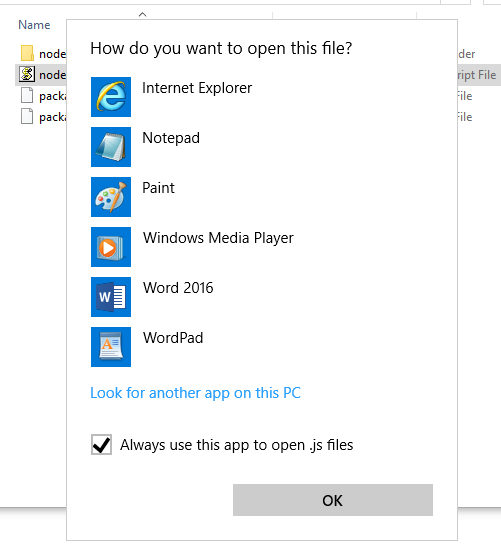 Name
How do you want to open this file?
node
der
node
ript File
packa
File
packa
File
Internet Explorer
Notepad
Paint
Windows Media Player
Word 2016
WordPad
Look for another app on this PC
Always use this app to open .js files
OK